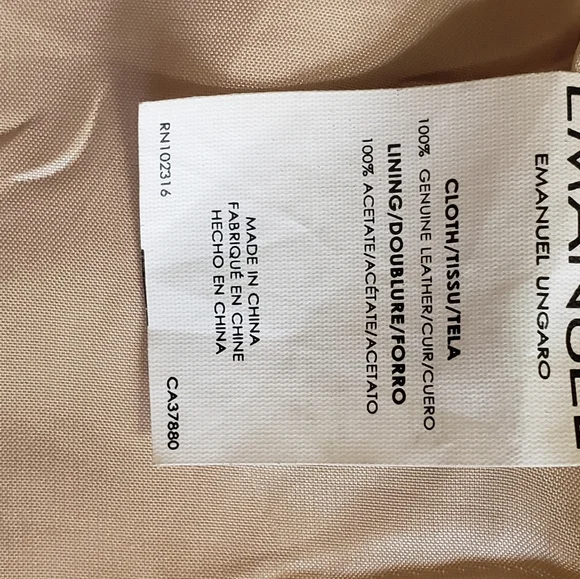 EMANUEL
EMANUEL UNGARO
CLOTH/TISSU/TELA
100% GENUINE LEATHER/CUIR/CUERO
LINING/DOUBLURE/FORRO
100% ACETATE/ACÉTATE/ACETATO
MADE IN CHINA
FABRIQUÉ EN CHINE
HECHO EN CHINA
RN102316
CA37880